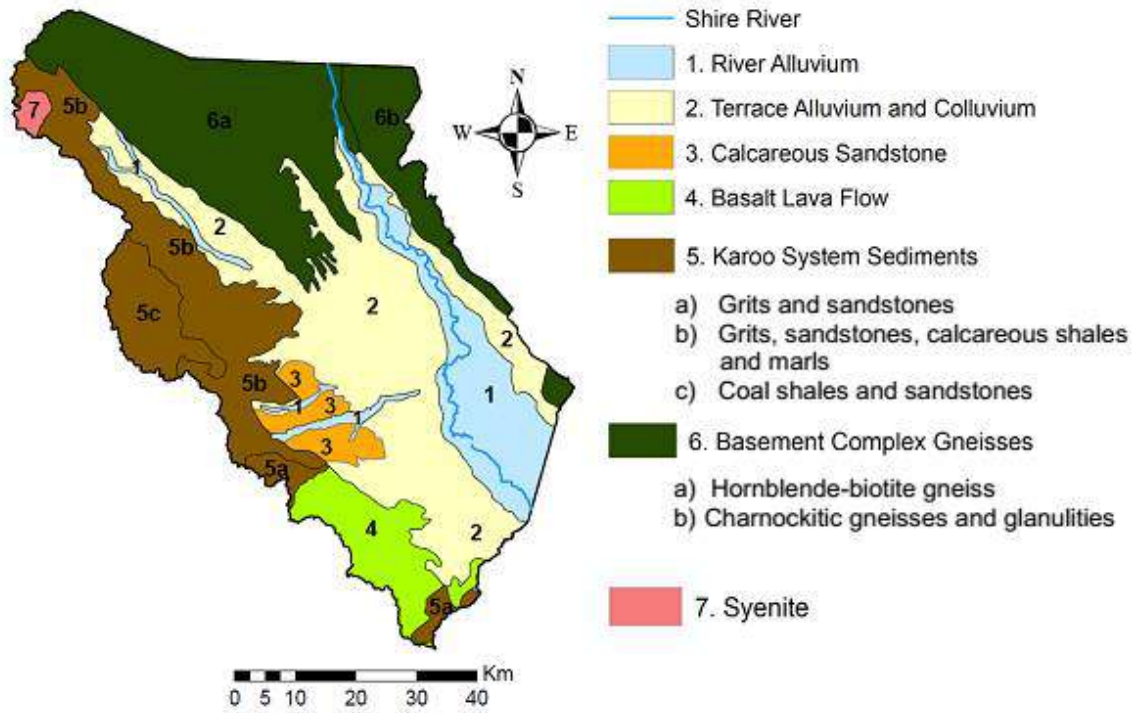 Shire River
1. River Alluvium
2. Terrace Alluvium and Colluvium
3. Calcareous Sandstone
4. Basalt Lava Flow
5. Karoo System Sediments
a) Grits and sandstones
b) Grits, sandstones, calcareous shales
and marls
c) Coal shales and sandstones
6. Basement Complex Gneisses
a) Hornblende-biotite gneiss
b) Charnockitic gneisses and glanulities
7. Syenite
N
W E
S
7
5b
6a
6b
1
2
5b
5c
2
2
5b
3
1
3
1
3
1
5a
4
2
5a
Km
0 5 10 20 30 40